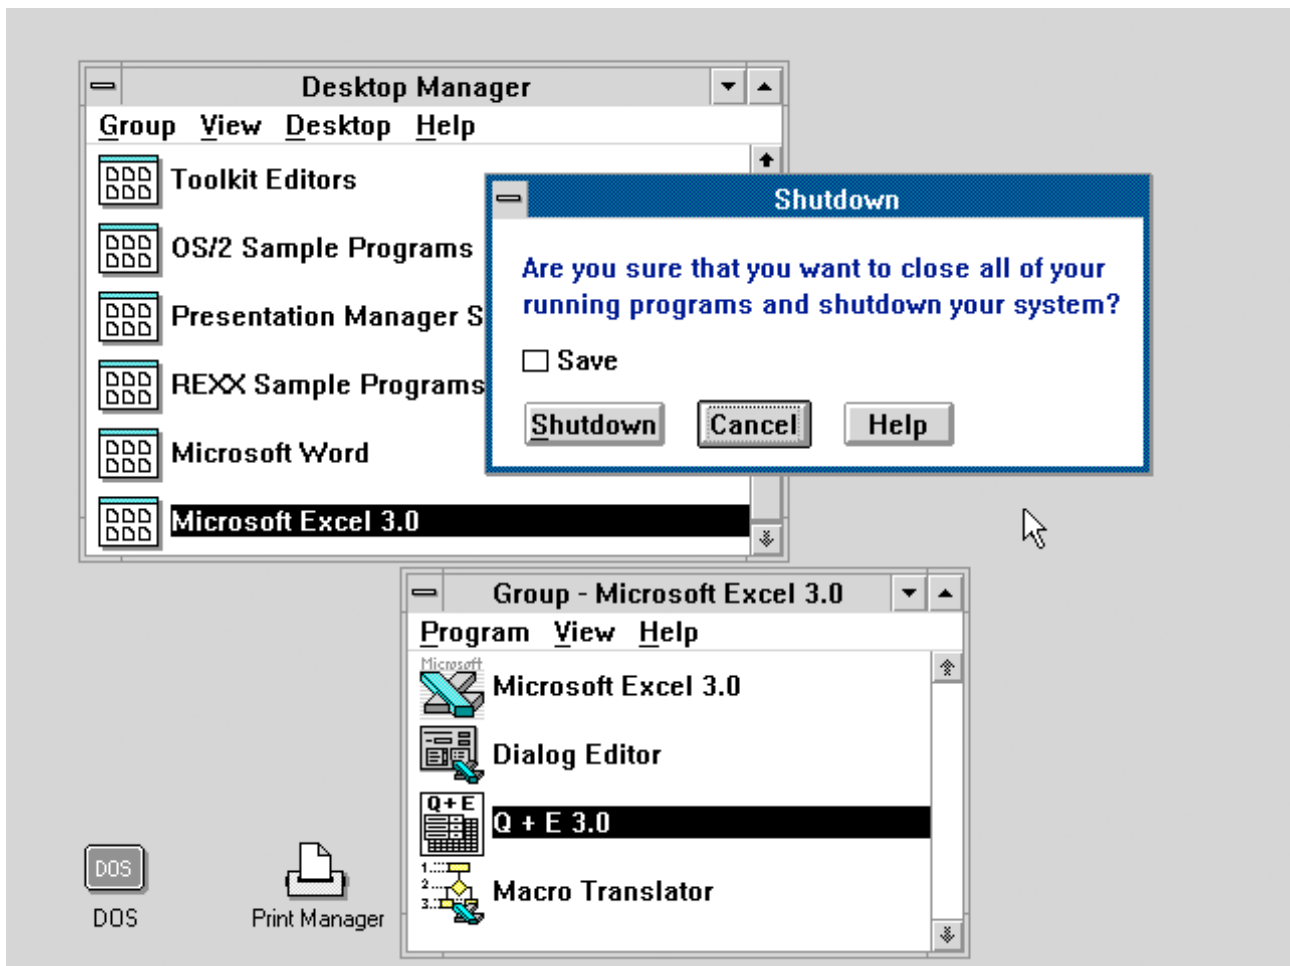 Desktop Manager
Group View Desktop Help
Toolkit Editors
OS/2 Sample Programs
Presentation Manager S
REXX Sample Programs
Microsoft Word
Microsoft Excel 3.0
Shutdown
Are you sure that you want to close all of your
running programs and shutdown your system?
Save
Shutdown Cancel Help
Group - Microsoft Excel 3.0
Program View Help
Microsoft
Microsoft Excel 3.0
Dialog Editor
Q+E
Q + E 3.0
1.
2.
3.
Macro Translator
DOS
DOS
Print Manager